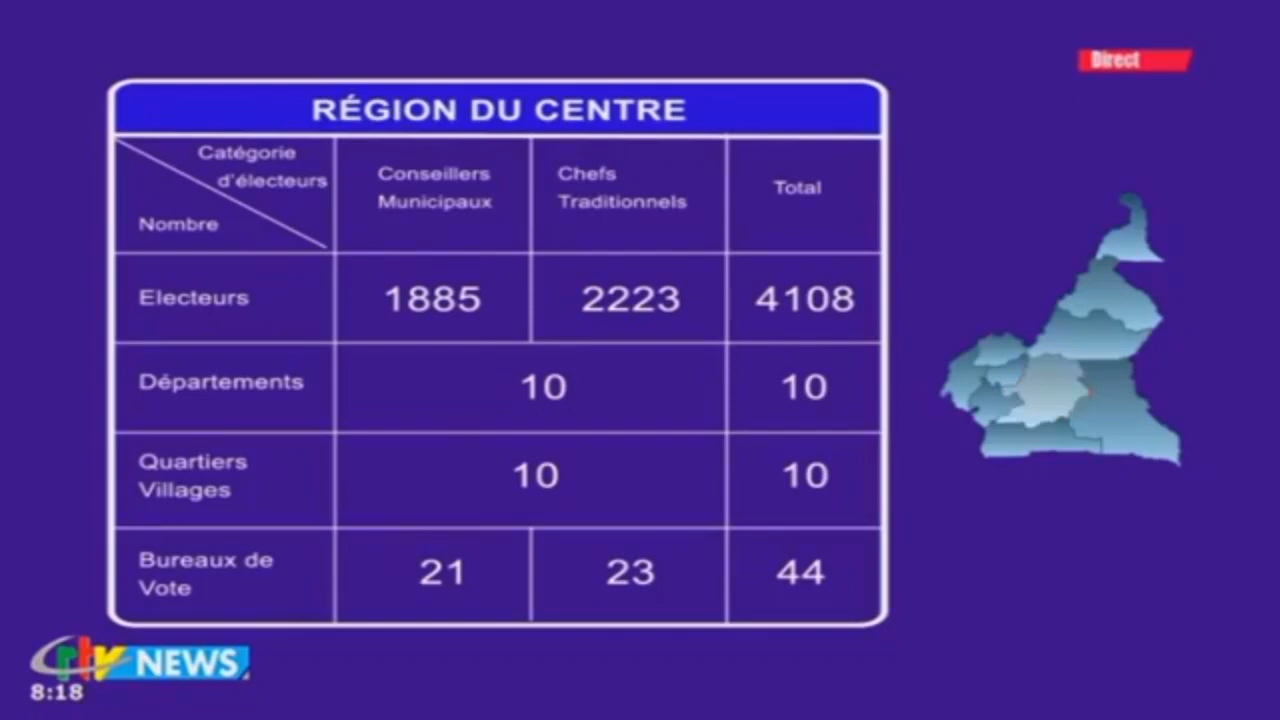 Direct
RÉGION DU CENTRE
Catégorie
d'électeurs
Nombre
Conseillers
Municipaux
Chefs
Traditionnels
Total
Electeurs
1885
2223
4108
Départements
10
10
Quartiers
Villages
10
10
Bureaux de
Vote
21
23
44
crtv NEWS
8:18